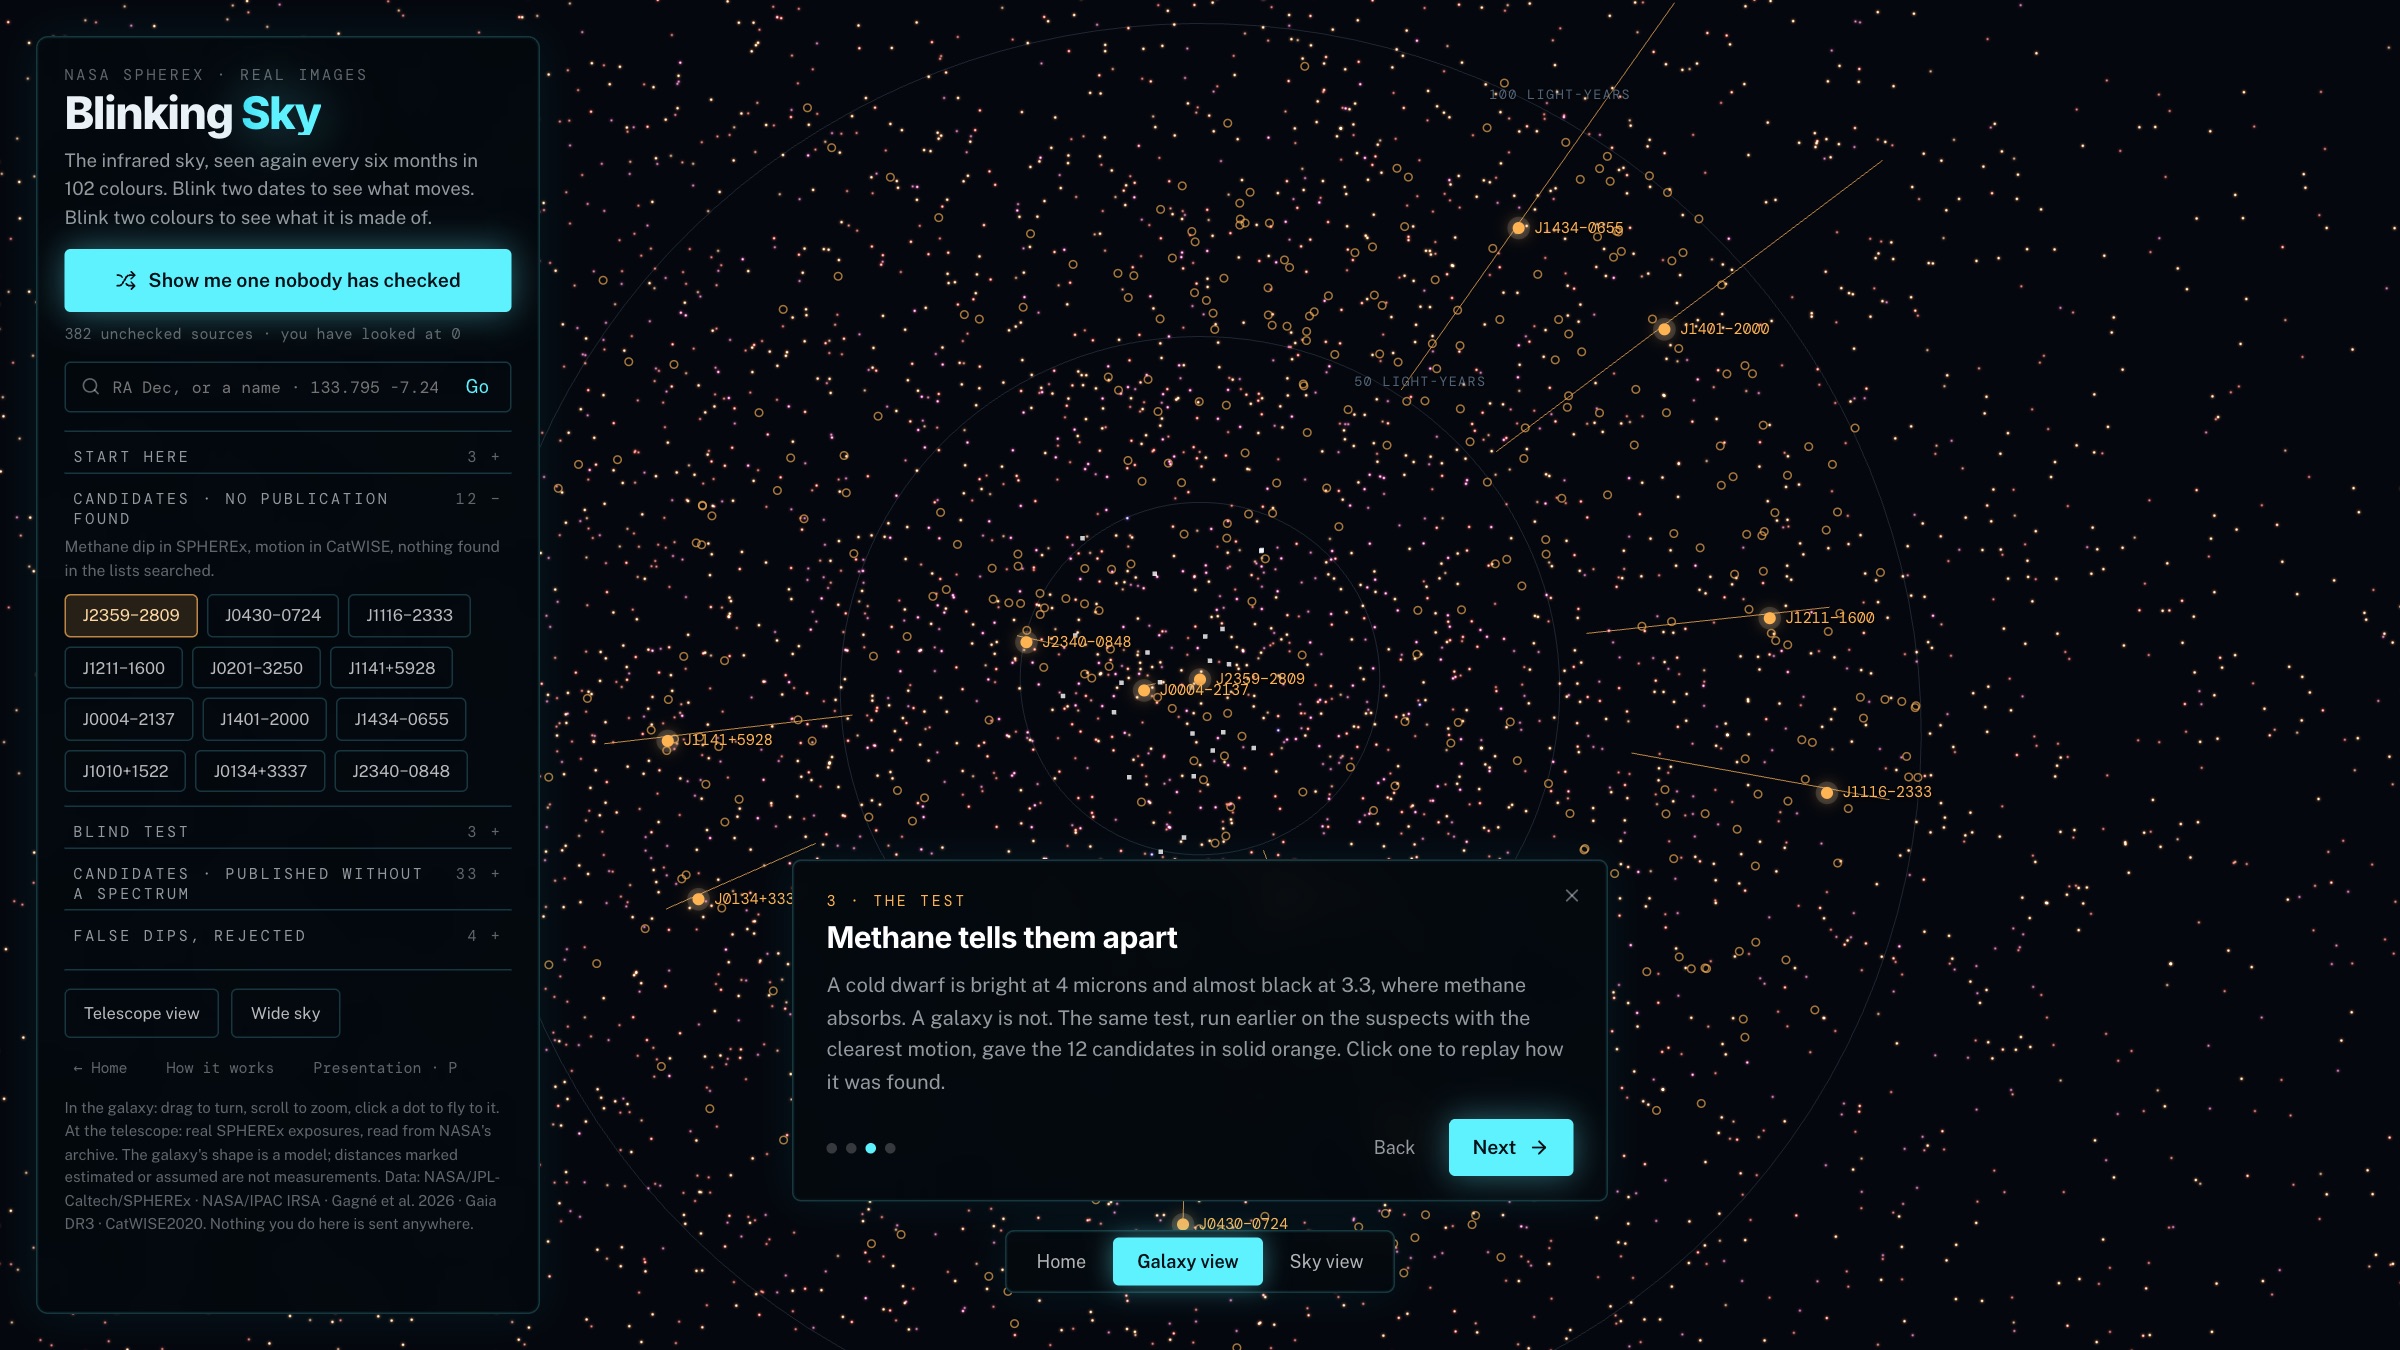 NASA SPHEREX · REAL IMAGES
Blinking Sky
The infrared sky, seen again every six months in
102 colours. Blink two dates to see what moves.
Blink two colours to see what it is made of.
Show me one nobody has checked
382 unchecked sources · you have looked at 0
RA Dec, or a name · 133.795 -7.24 Go
START HERE 3 +
CANDIDATES · NO PUBLICATION 12 −
FOUND
Methane dip in SPHEREx, motion in CatWISE, nothing found
in the lists searched.
J2359−2809 J0430−0724 J1116−2333
J1211−1600 J0201−3250 J1141+5928
J0004−2137 J1401−2000 J1434−0655
J1010+1522 J0134+3337 J2340−0848
BLIND TEST 3 +
CANDIDATES · PUBLISHED WITHOUT 33 +
A SPECTRUM
FALSE DIPS, REJECTED 4 +
Telescope view Wide sky
← Home How it works Presentation · P
In the galaxy: drag to turn, scroll to zoom, click a dot to fly to it.
At the telescope: real SPHEREx exposures, read from NASA's
archive. The galaxy's shape is a model; distances marked
estimated or assumed are not measurements. Data: NASA/JPL-
Caltech/SPHEREx · NASA/IPAC IRSA · Gagné et al. 2026 · Gaia
DR3 · CatWISE2020. Nothing you do here is sent anywhere.
100 LIGHT-YEARS
J1434−0655
J1401−2000
50 LIGHT-YEARS
J1211−1600
J2340−0848
J2359−2809
J0004−2137
J1141+5928
J1116−2333
J0134+333
3 · THE TEST
Methane tells them apart
A cold dwarf is bright at 4 microns and almost black at 3.3, where methane
absorbs. A galaxy is not. The same test, run earlier on the suspects with the
clearest motion, gave the 12 candidates in solid orange. Click one to replay how
it was found.
Back Next →
J0430−0724
Home Galaxy view Sky view